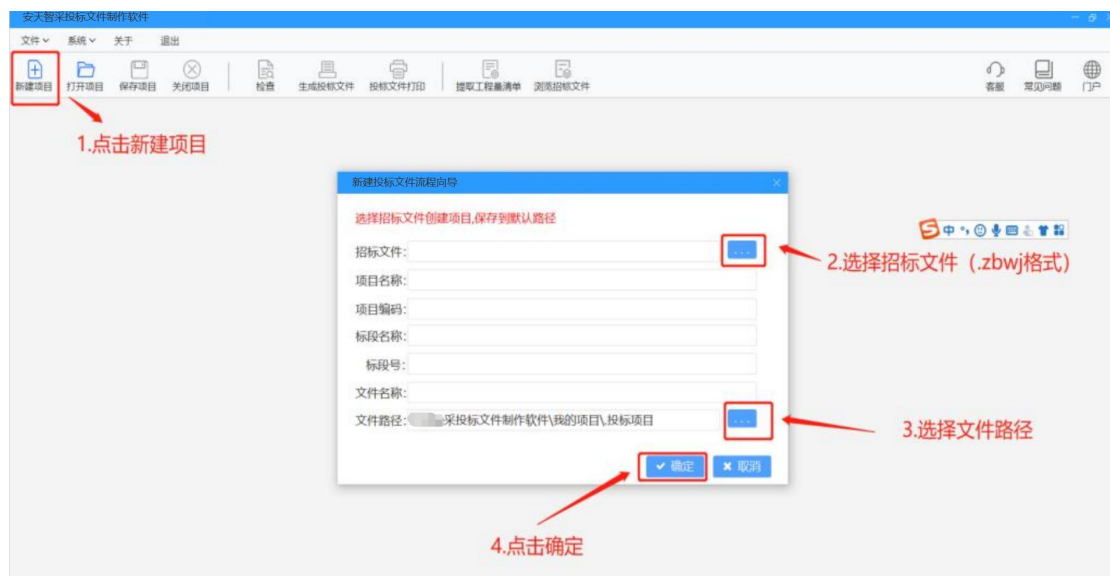 安天智采投标文件制作软件
文件 系统 关于 退出
新建项目 打开项目 保存项目 关闭项目 检查 生成投标文件 投标文件打印 提取工程量清单 浏览招标文件 客服 常见问题 门户
1.点击新建项目
新建投标文件流程向导
选择招标文件创建项目,保存到默认路径
招标文件: ...
2.选择招标文件（.zbwj格式）
中
项目名称:
项目编码:
标段名称:
标段号:
文件名称:
文件路径: 采投标文件制作软件\我的项目\.投标项目 ...
3.选择文件路径
确定 取消
4.点击确定